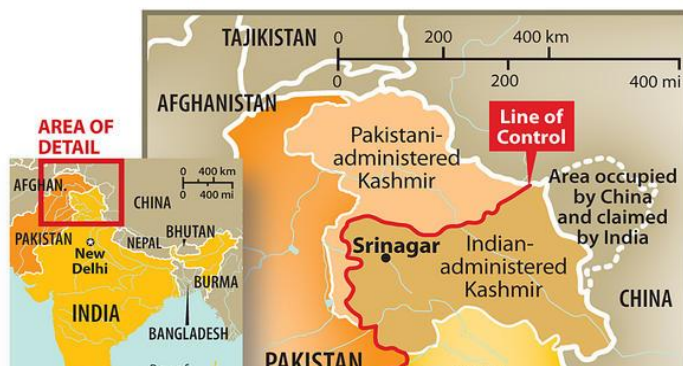 TAJIKISTAN
0 200 400 km
0 200 400 mi
AFGHANISTAN
Pakistani-
administered
Kashmir
Line of
Control
Area occupied
by China
and claimed
by India
Srinagar
Indian-
administered
Kashmir
CHINA
PAKISTAN
AREA OF
DETAIL
0 400 km
0 400 mi
AFGHAN.
CHINA
PAKISTAN
New
Delhi
NEPAL
BHUTAN
INDIA
BURMA
BANGLADESH